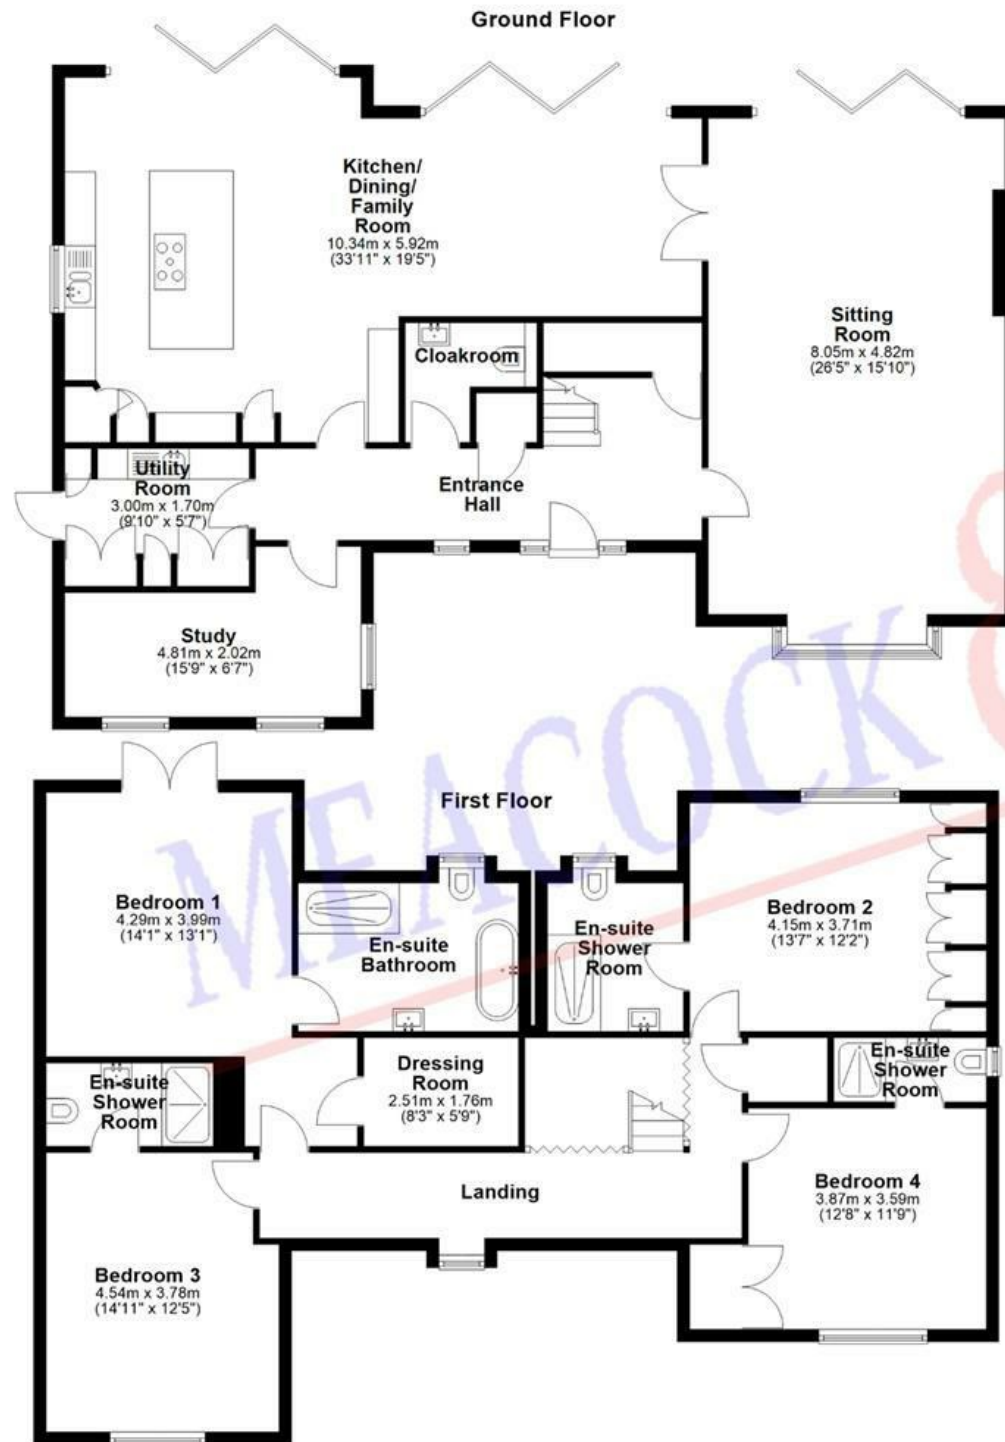 Ground Floor
Kitchen/
Dining/
Family
Room
10.34m x 5.92m
(33'11" x 19'5")
Sitting
Room
8.05m x 4.82m
(26'5" x 15'10")
Cloakroom
Utility
Room
3.00m x 1.70m
(9'10" x 5'7")
Entrance
Hall
Study
4.81m x 2.02m
(15'9" x 6'7")
MEACOCK &
First Floor
Bedroom 1
4.29m x 3.99m
(14'1" x 13'1")
En-suite
Bathroom
En-suite
Shower
Room
Bedroom 2
4.15m x 3.71m
(13'7" x 12'2")
En-suite
Shower
Room
Dressing
Room
2.51m x 1.76m
(8'3" x 5'9")
En-suite
Shower
Room
Landing
Bedroom 4
3.87m x 3.59m
(12'8" x 11'9")
Bedroom 3
4.54m x 3.78m
(14'11" x 12'5")